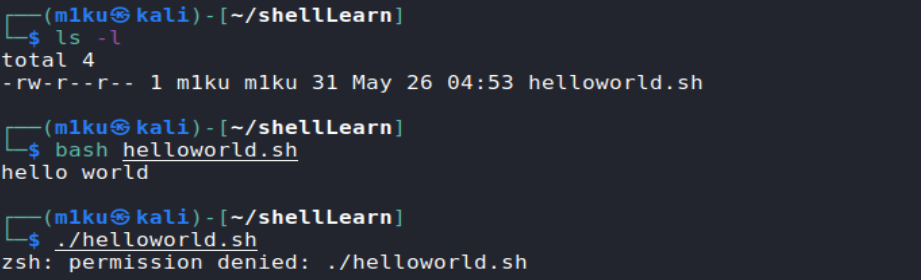 ┌──(m1ku㉿kali)-[~/shellLearn]
└─$ ls -l
total 4
-rw-r--r-- 1 m1ku m1ku 31 May 26 04:53 helloworld.sh
┌──(m1ku㉿kali)-[~/shellLearn]
└─$ bash helloworld.sh
hello world
┌──(m1ku㉿kali)-[~/shellLearn]
└─$ ./helloworld.sh
zsh: permission denied: ./helloworld.sh